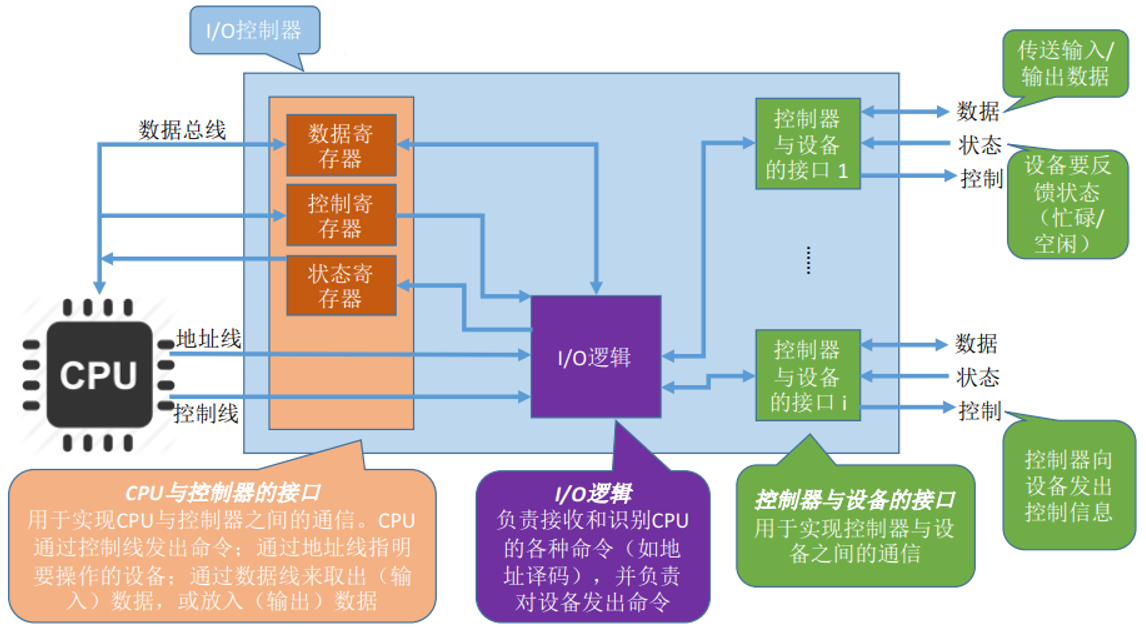 I/O控制器
传送输入/
输出数据
数据总线
数据寄
存器
控制寄
存器
状态寄
存器
控制器
与设备
的接口 1
数据
状态
控制
设备要反
馈状态
（忙碌/
空闲）
CPU
地址线
控制线
I/O逻辑
控制器
与设备
的接口 i
数据
状态
控制
控制器向
设备发出
控制信息
CPU与控制器的接口
用于实现CPU与控制器之间的通信。CPU
通过控制线发出命令；通过地址线指明
要操作的设备；通过数据线来取出（输
入）数据，或放入（输出）数据
I/O逻辑
负责接收和识别CPU
的各种命令（如地
址译码），并负责
对设备发出命令
控制器与设备的接口
用于实现控制器与设
备之间的通信